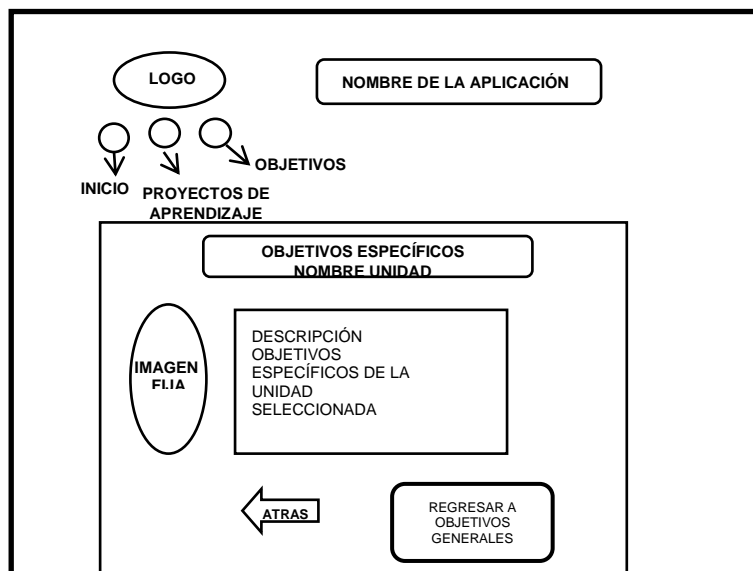 LOGO
NOMBRE DE LA APLICACIÓN
OBJETIVOS
INICIO
PROYECTOS DE
APRENDIZAJE
OBJETIVOS ESPECÍFICOS
NOMBRE UNIDAD
IMAGEN
FIJA
DESCRIPCIÓN
OBJETIVOS
ESPECÍFICOS DE LA
UNIDAD
SELECCIONADA
ATRAS
REGRESAR A
OBJETIVOS
GENERALES